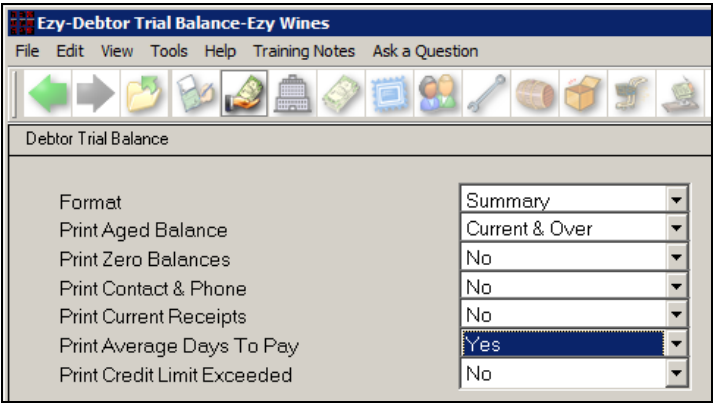 Ezy-Debtor Trial Balance-Ezy Wines
File Edit View Tools Help Training Notes Ask a Question
Debtor Trial Balance
Format Summary
Print Aged Balance Current & Over
Print Zero Balances No
Print Contact & Phone No
Print Current Receipts No
Print Average Days To Pay Yes
Print Credit Limit Exceeded No